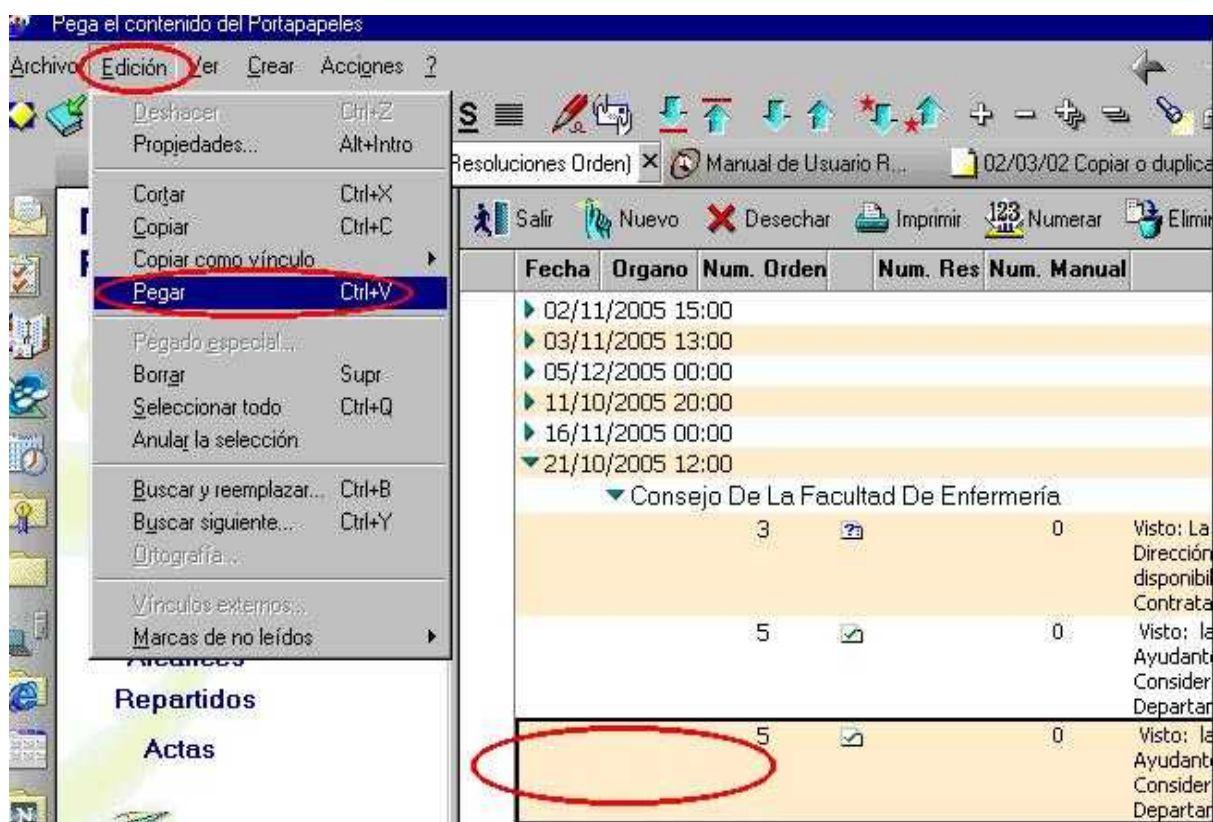 Pega el contenido del Portapapeles
Archivo Edición Ver Crear Acciones ?
Deshacer Ctrl+Z
Propiedades... Alt+Intro
Cortar Ctrl+X
Copiar Ctrl+C
Copiar como vínculo
Pegar Ctrl+V
Pegado especial...
Borrar Supr
Seleccionar todo Ctrl+Q
Anular la selección
Buscar y reemplazar... Ctrl+B
Buscar siguiente... Ctrl+Y
Ortografía...
Vínculos externos...
Marcas de no leídos
Repartidos
Actas
S
Resoluciones Orden) Manual de Usuario R... 02/03/02 Copiar o duplica
Salir Nuevo Desechar Imprimir 123 Numerar Elimin
Fecha Organo Num. Orden Num. Res Num. Manual
02/11/2005 15:00
03/11/2005 13:00
05/12/2005 00:00
11/10/2005 20:00
16/11/2005 00:00
21/10/2005 12:00
Consejo De La Facultad De Enfermería
3 0 Visto: La
Dirección
disponibil
Contrata
5 0 Visto: la
Ayudante
Consider
Departar
5 0 Visto: la
Ayudante
Consider
Departar